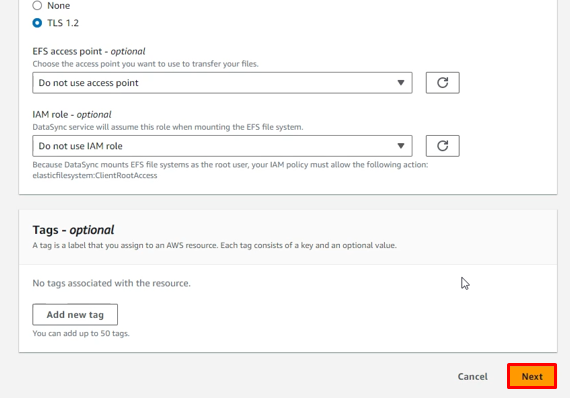 None
TLS 1.2
EFS access point - optional
Choose the access point you want to use to transfer your files.
Do not use access point
IAM role - optional
DataSync service will assume this role when mounting the EFS file system.
Do not use IAM role
Because DataSync mounts EFS file systems as the root user, your IAM policy must allow the following action:
elasticfilesystem:ClientRootAccess
Tags - optional
A tag is a label that you assign to an AWS resource. Each tag consists of a key and an optional value.
No tags associated with the resource.
Add new tag
You can add up to 50 tags.
Cancel Next